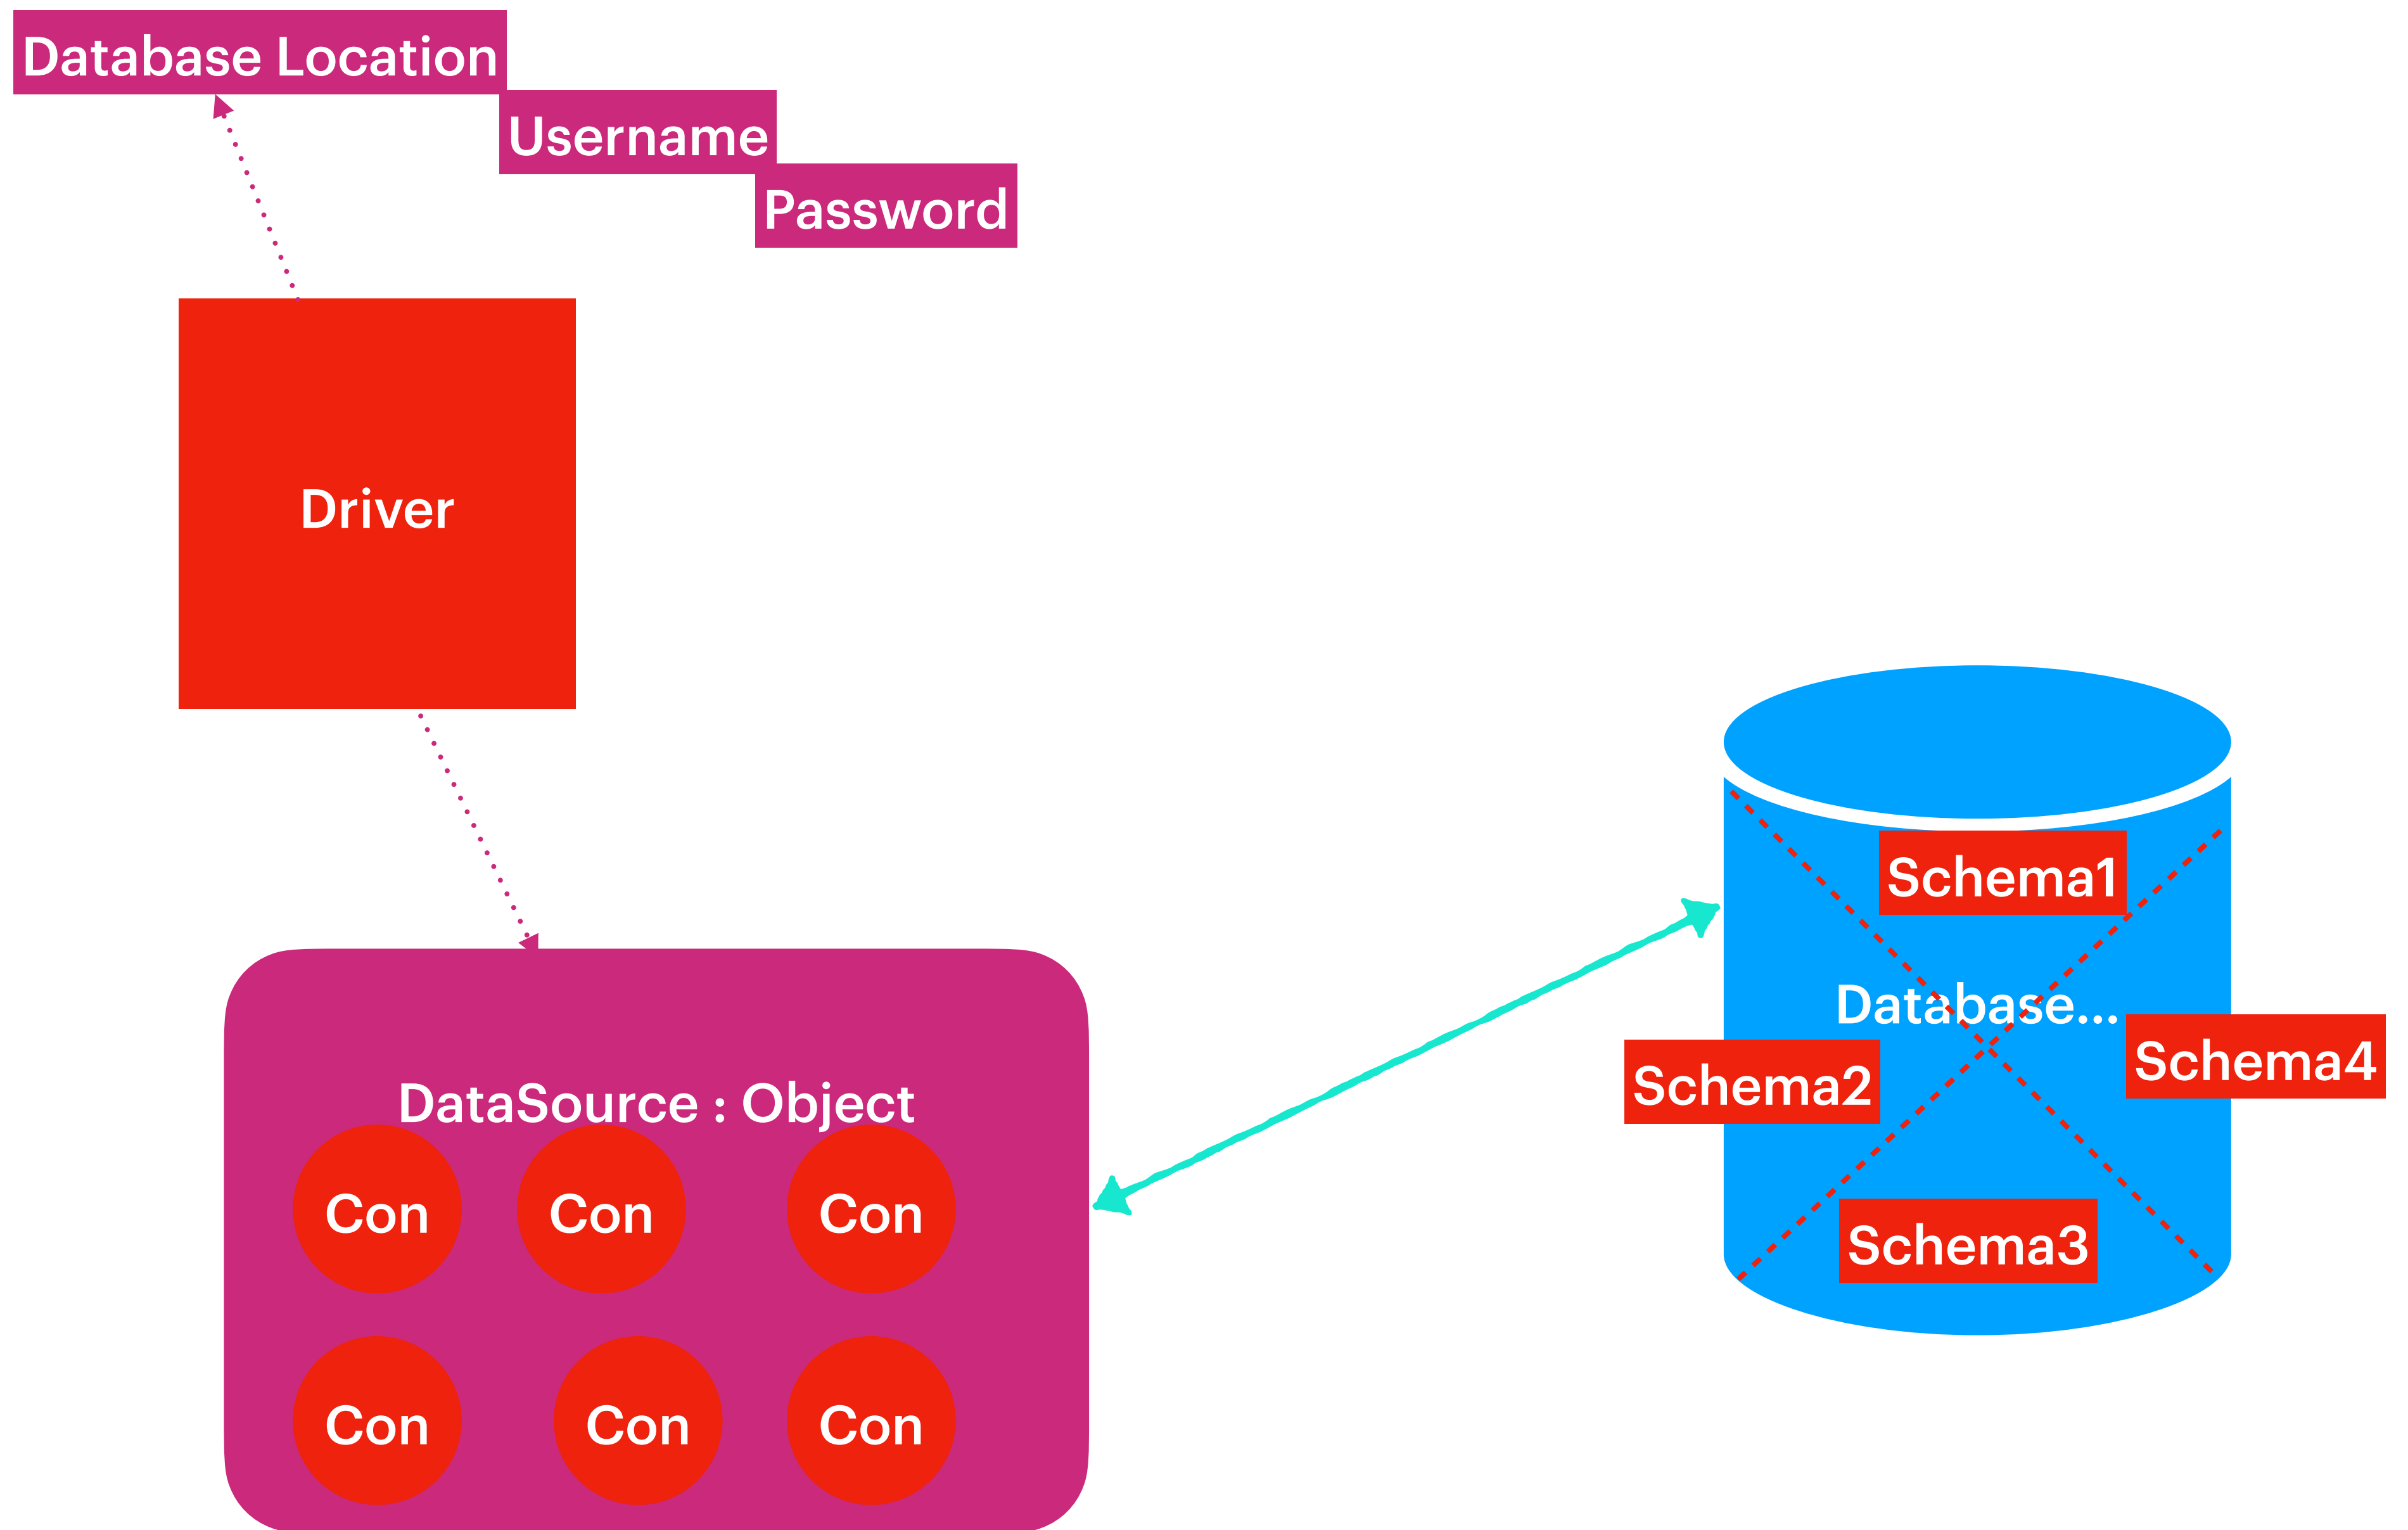 Database Location
Username
Password
Driver
Schema1
Database...
Schema2
Schema4
Schema3
DataSource : Object
Con
Con
Con
Con
Con
Con